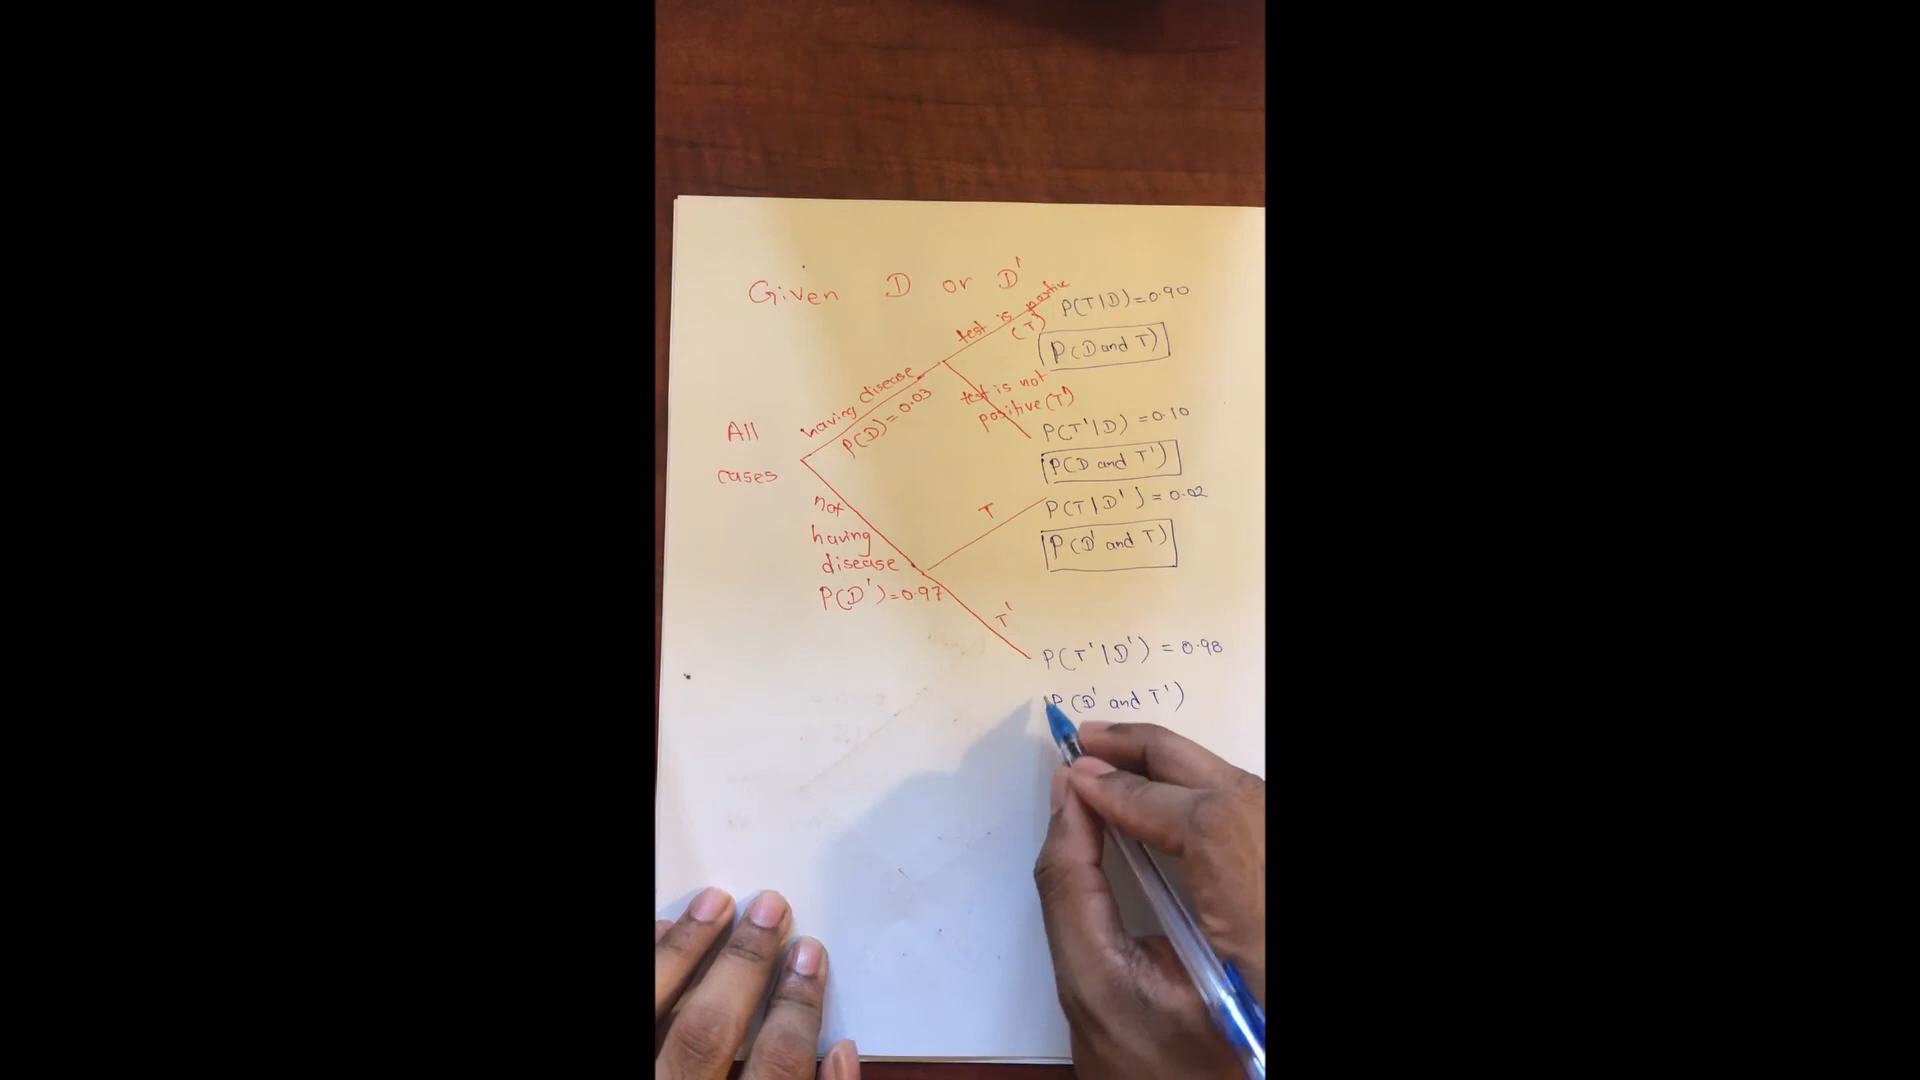 Given D or D'
test is positive
(T)
P(T|D)=0.90
P(D and T)
having disease
P(D)=0.03
test is not
positive (T')
P(T'|D)=0.10
P(D and T')
All
cases
not
having
disease
P(D')=0.97
T
P(T|D')=0.02
P(D' and T)
T'
P(T'|D')=0.98
P(D' and T')